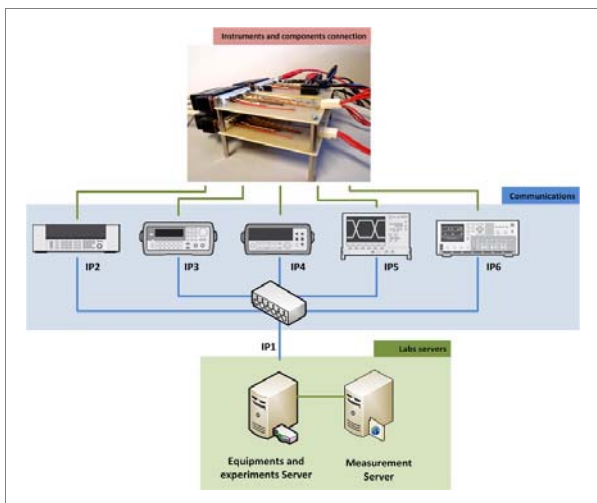 Instruments and components connection
Communications
IP2
IP3
IP4
IP5
IP6
IP1
Labs servers
Equipments and
experiments Server
Measurement
Server